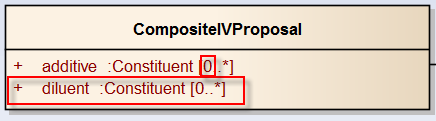 CompositeIVProposal
+ additive :Constituent [0..*]
+ diluent :Constituent [0..*]